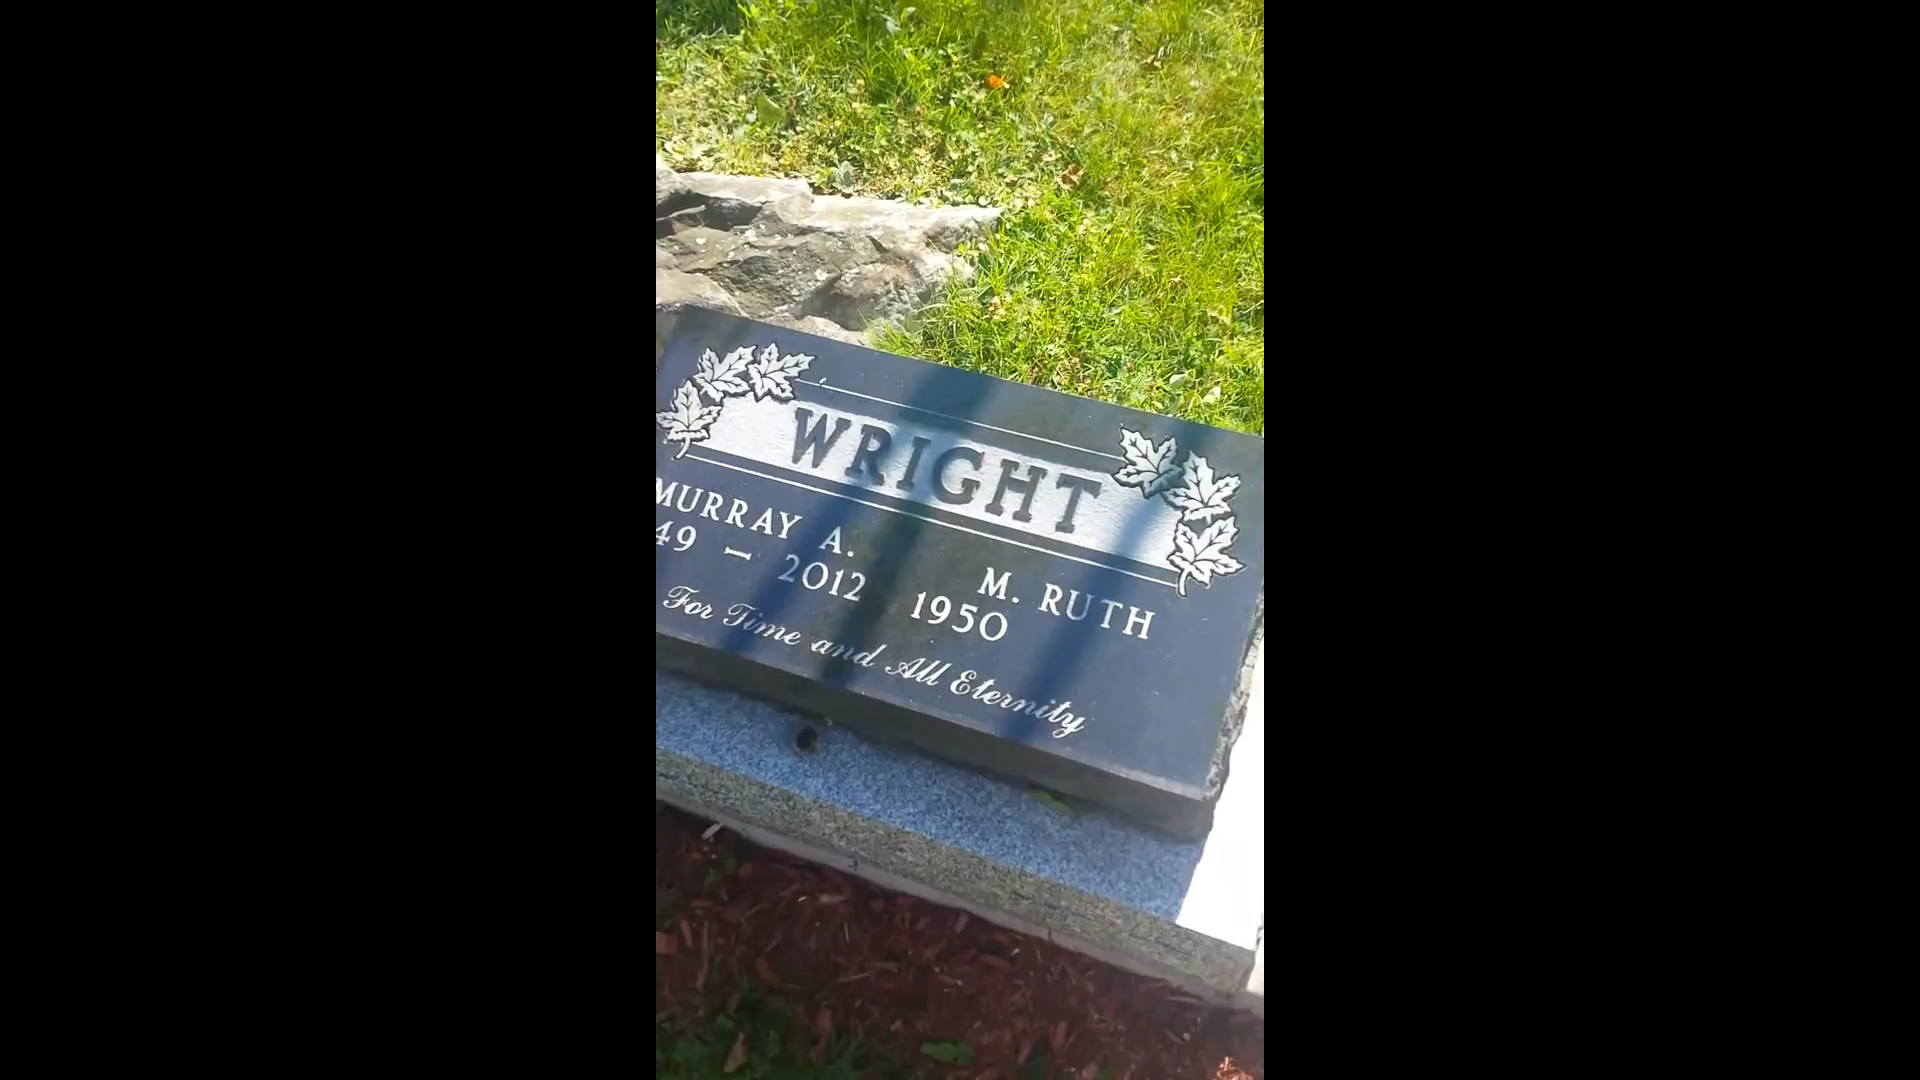 WRIGHT
MURRAY A.
49 – 2012
M. RUTH
1950
For Time and All Eternity